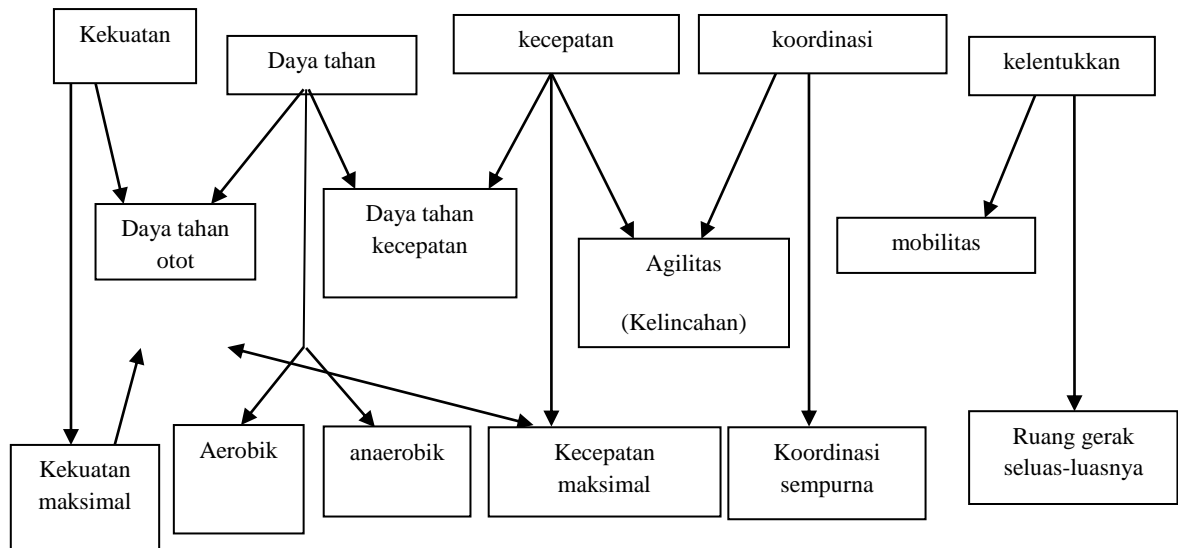 Kekuatan
Daya tahan
kecepatan
koordinasi
kelentukkan
Daya tahan
otot
Daya tahan
kecepatan
Agilitas
(Kelincahan)
mobilitas
Kekuatan
maksimal
Aerobik
anaerobik
Kecepatan
maksimal
Koordinasi
sempurna
Ruang gerak
seluas-luasnya